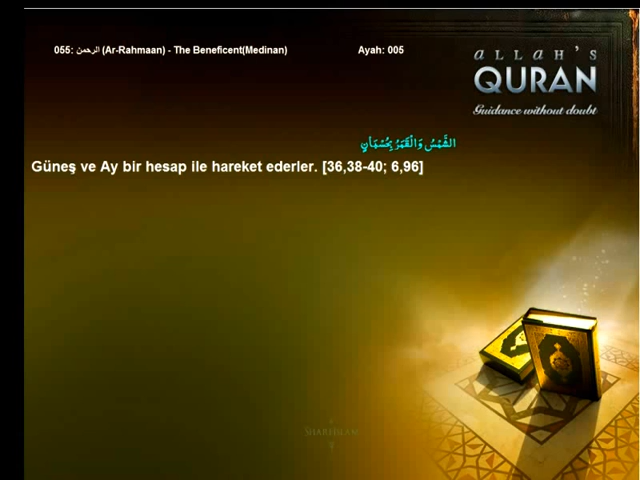 055: الرحمن (Ar-Rahmaan) - The Beneficent(Medinan) Ayah: 005
ALLAH'S
QURAN
Guidance without doubt
الشَّمْسُ وَالْقَمَرُ بِحُسْبَانٍ
Güneş ve Ay bir hesap ile hareket ederler. [36,38-40; 6,96]
SHAREISLAM